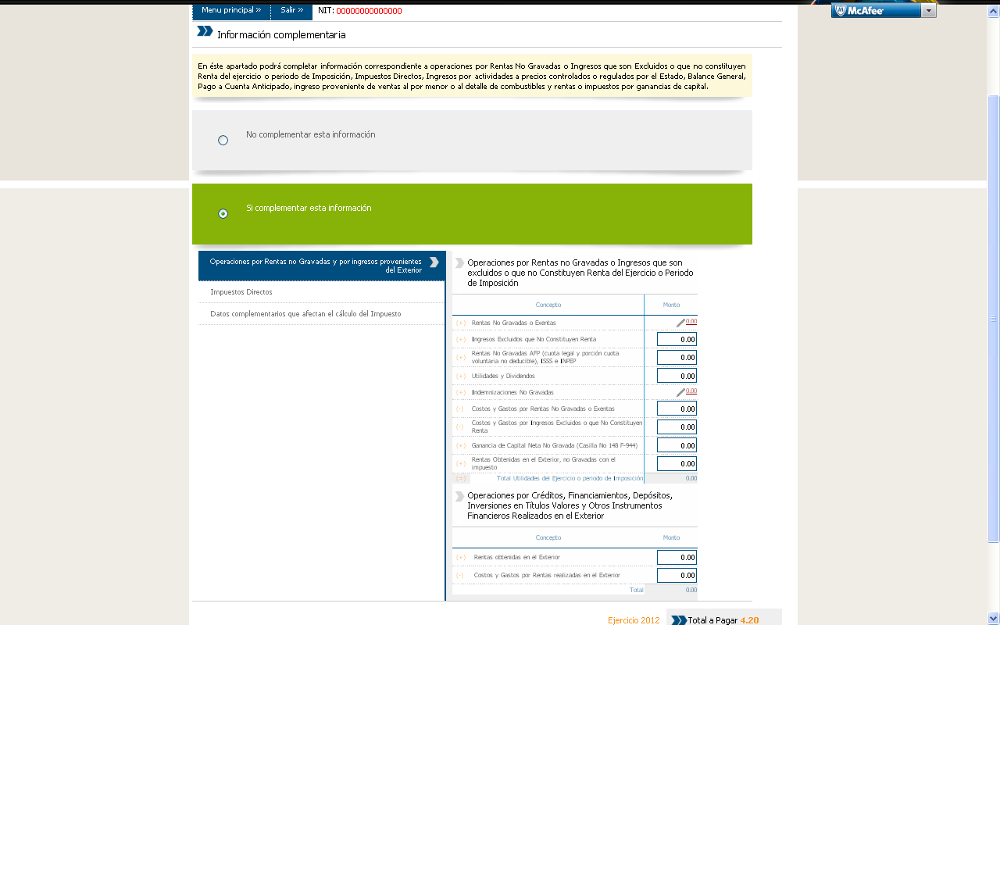 Menu principal »
Salir »
NIT: 00000000000000
McAfee
Información complementaria
En éste apartado podrá completar información correspondiente a operaciones por Rentas No Gravadas o Ingresos que son Excluidos o que no constituyen
Renta del ejercicio o periodo de Imposición, Impuestos Directos, Ingresos por actividades a precios controlados o regulados por el Estado, Balance General,
Pago a Cuenta Anticipado, ingreso proveniente de ventas al por menor o al detalle de combustibles y rentas o impuestos por ganancias de capital.
No complementar esta información
Si complementar esta información
Operaciones por Rentas no Gravadas y por ingresos provenientes
del Exterior
Impuestos Directos
Datos complementarios que afectan el cálculo del Impuesto
Operaciones por Rentas no Gravadas o Ingresos que son
excluidos o que no Constituyen Renta del Ejercicio o Periodo
de Imposición
Concepto Monto
(+) Rentas No Gravadas o Exentas 0.00
(+) Ingresos Excluidos que No Constituyen Renta 0.00
(+) Rentas No Gravadas AFP (cuota legal y porción cuota
voluntaria no deducible), ISSS e INPEP 0.00
(+) Utilidades y Dividendos 0.00
(+) Indemnizaciones No Gravadas 0.00
(-) Costos y Gastos por Rentas No Gravadas o Exentas 0.00
(-) Costos y Gastos por Ingresos Excluidos o que No Constituyen
Renta 0.00
(+) Ganancia de Capital Neta No Gravada (Casilla No 148 F-944) 0.00
(+) Rentas Obtenidas en el Exterior, no Gravadas con el
impuesto 0.00
(=) Total Utilidades del Ejercicio o periodo de Imposición 0.00
Operaciones por Créditos, Financiamientos, Depósitos,
Inversiones en Títulos Valores y Otros Instrumentos
Financieros Realizados en el Exterior
Concepto Monto
(+) Rentas obtenidas en el Exterior 0.00
(-) Costos y Gastos por Rentas realizadas en el Exterior 0.00
Total 0.00
Ejercicio 2012
Total a Pagar 4.20